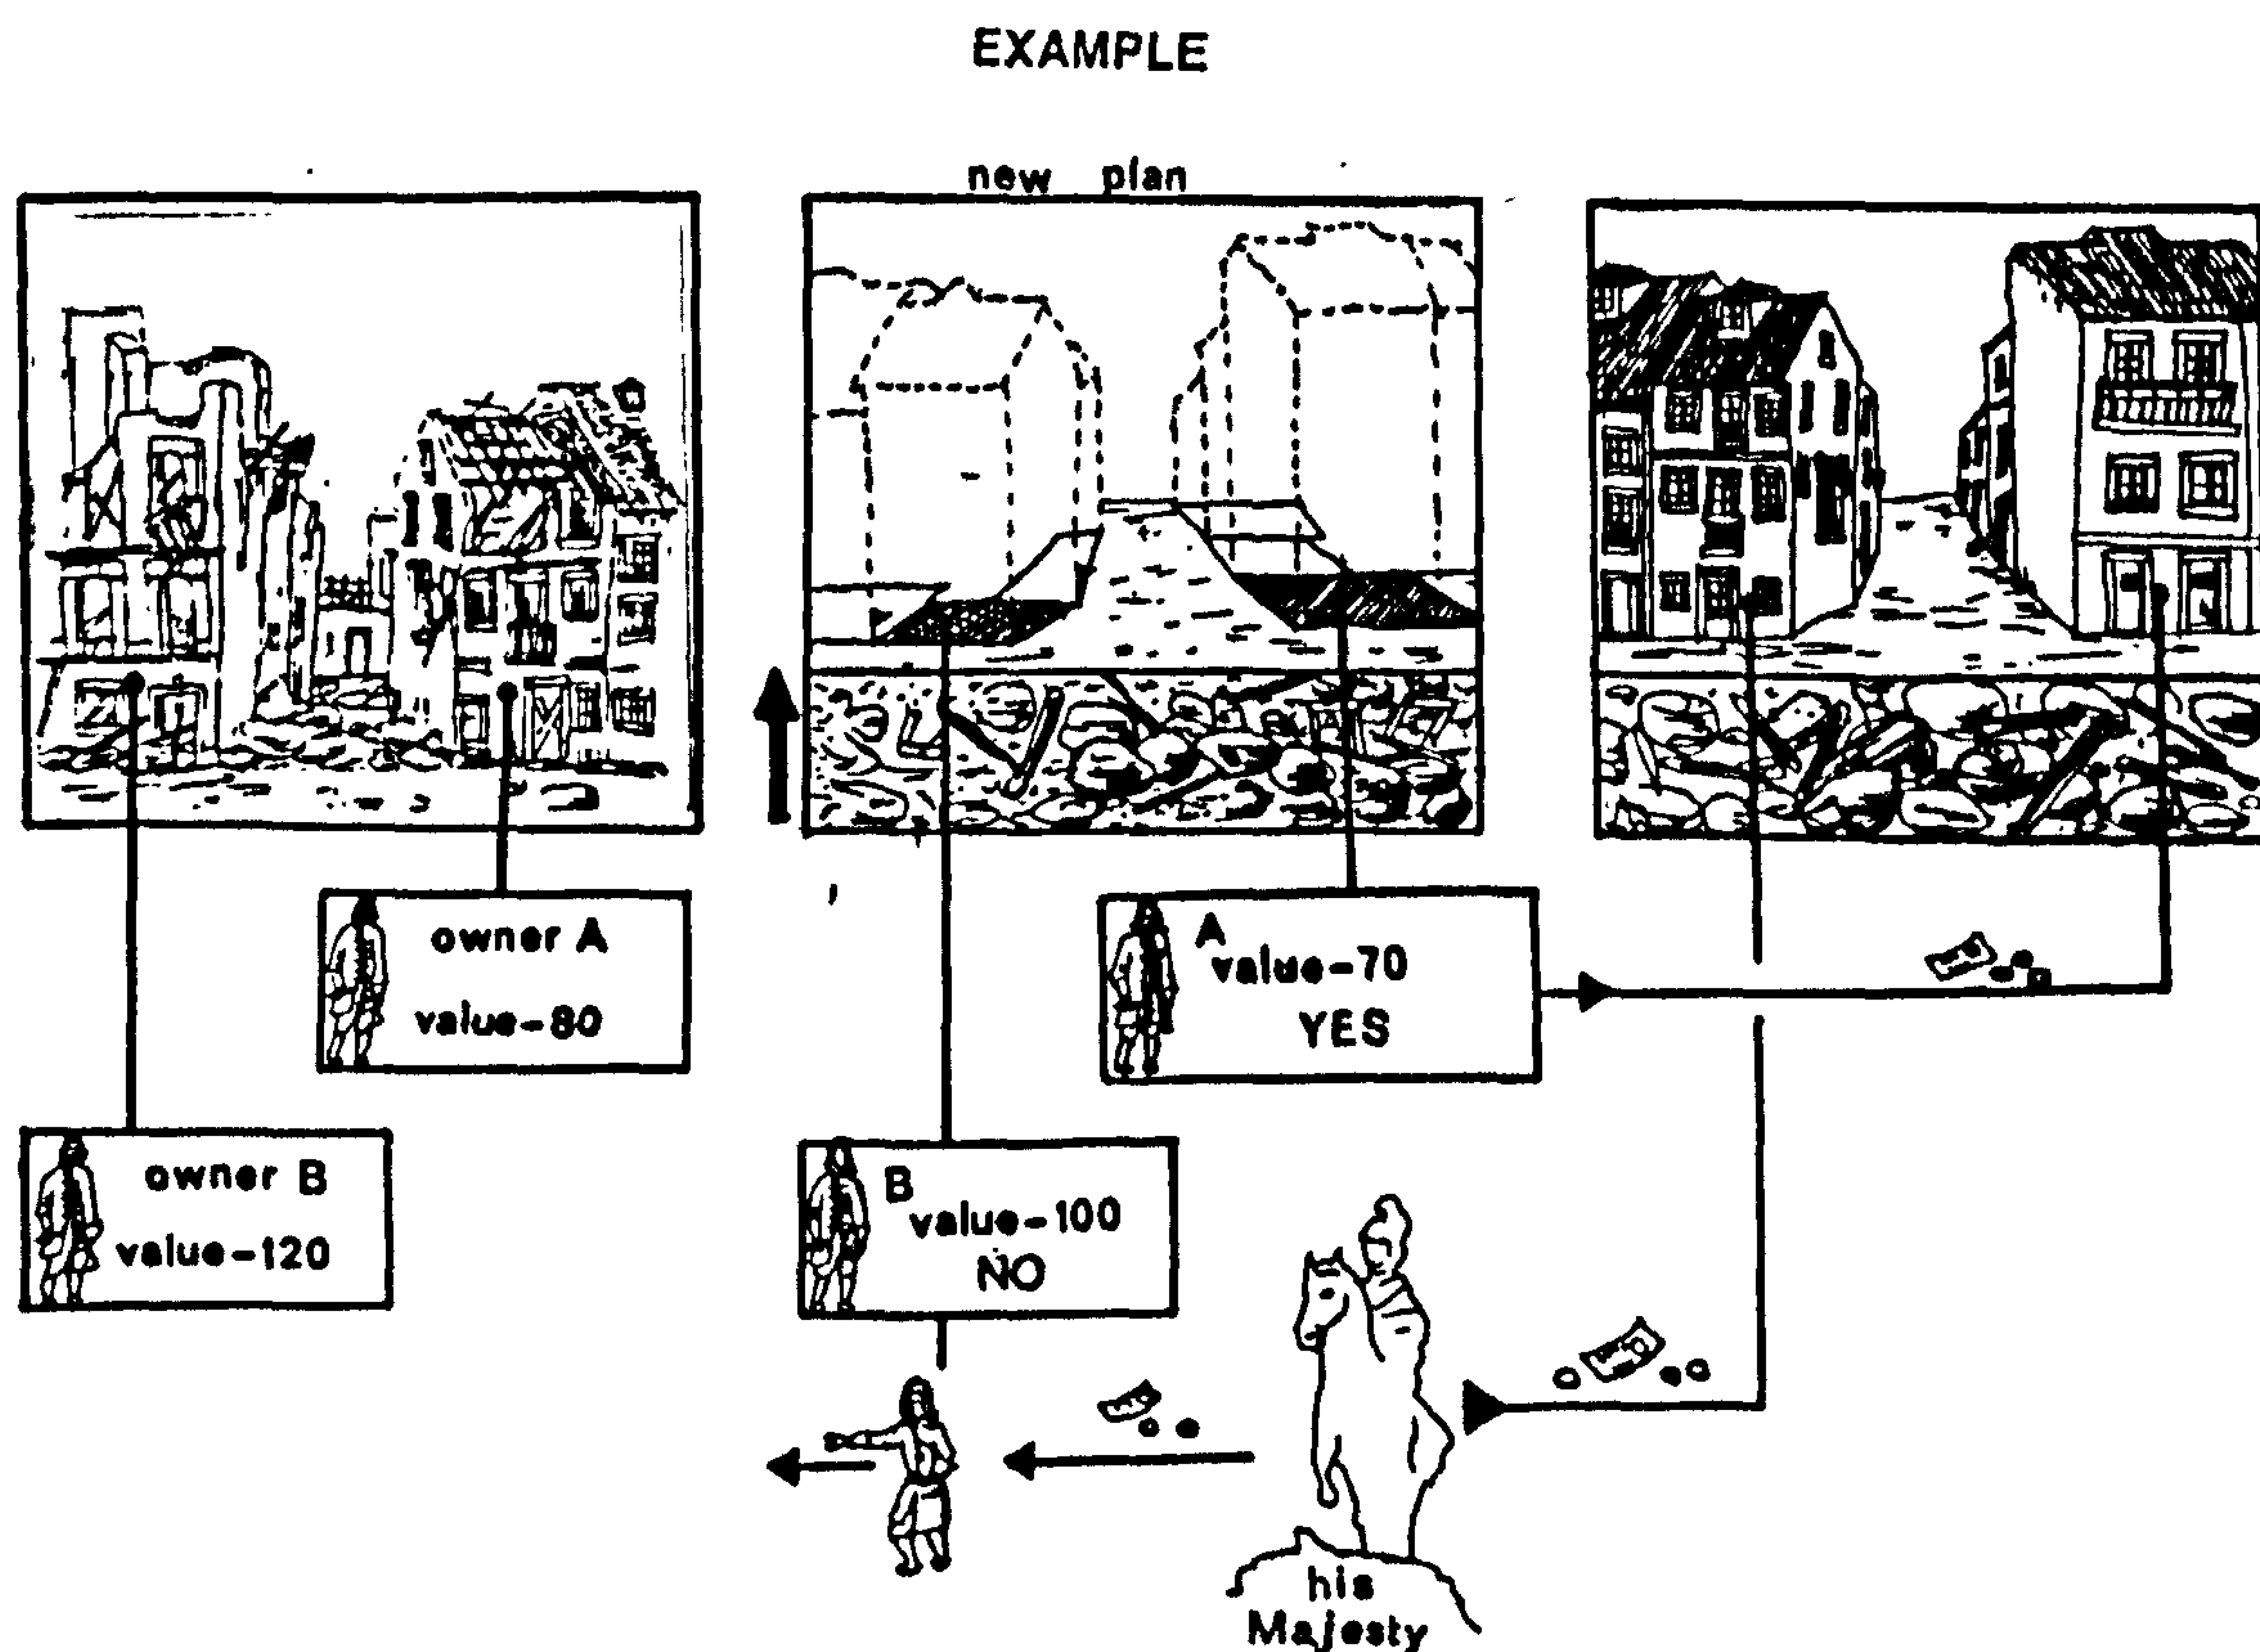 EXAMPLE
new plan
owner A
value-80
A
value-70
YES
owner B
value-120
B
value-100
NO
his
Majesty